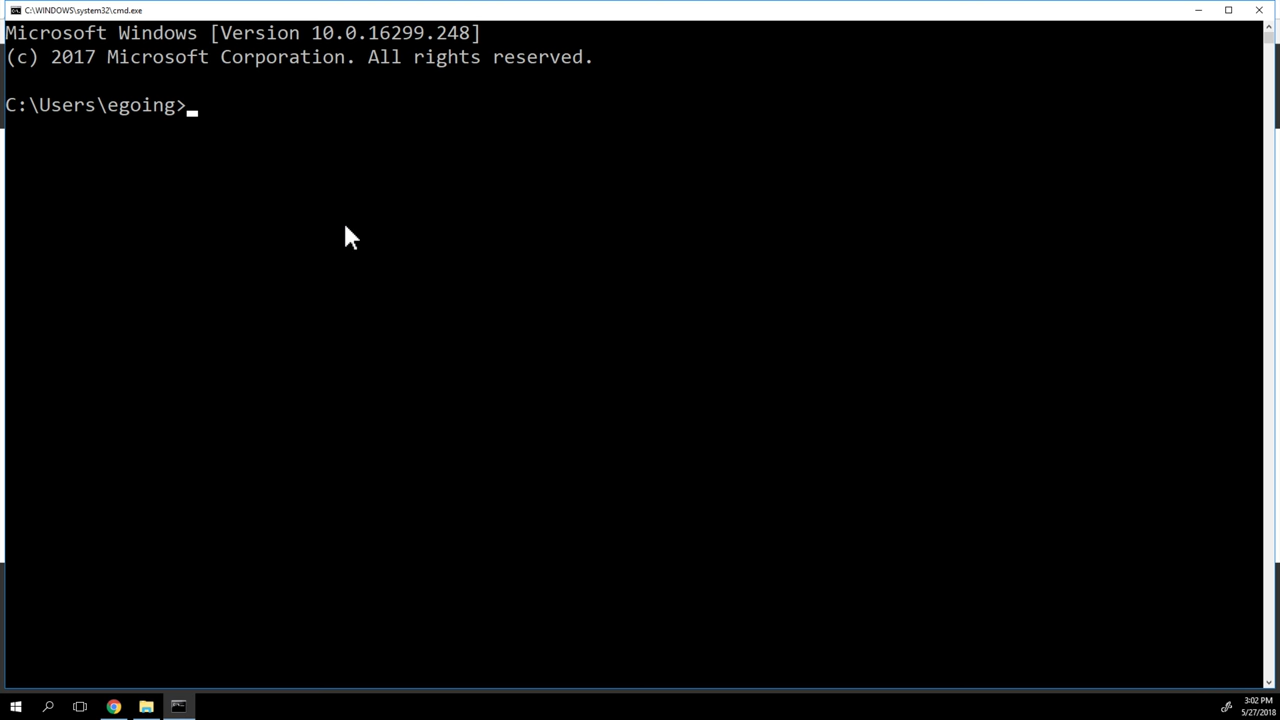 C:\WINDOWS\system32\cmd.exe
Microsoft Windows [Version 10.0.16299.248]
(c) 2017 Microsoft Corporation. All rights reserved.
C:\Users\egoing>
3:02 PM
5/27/2018